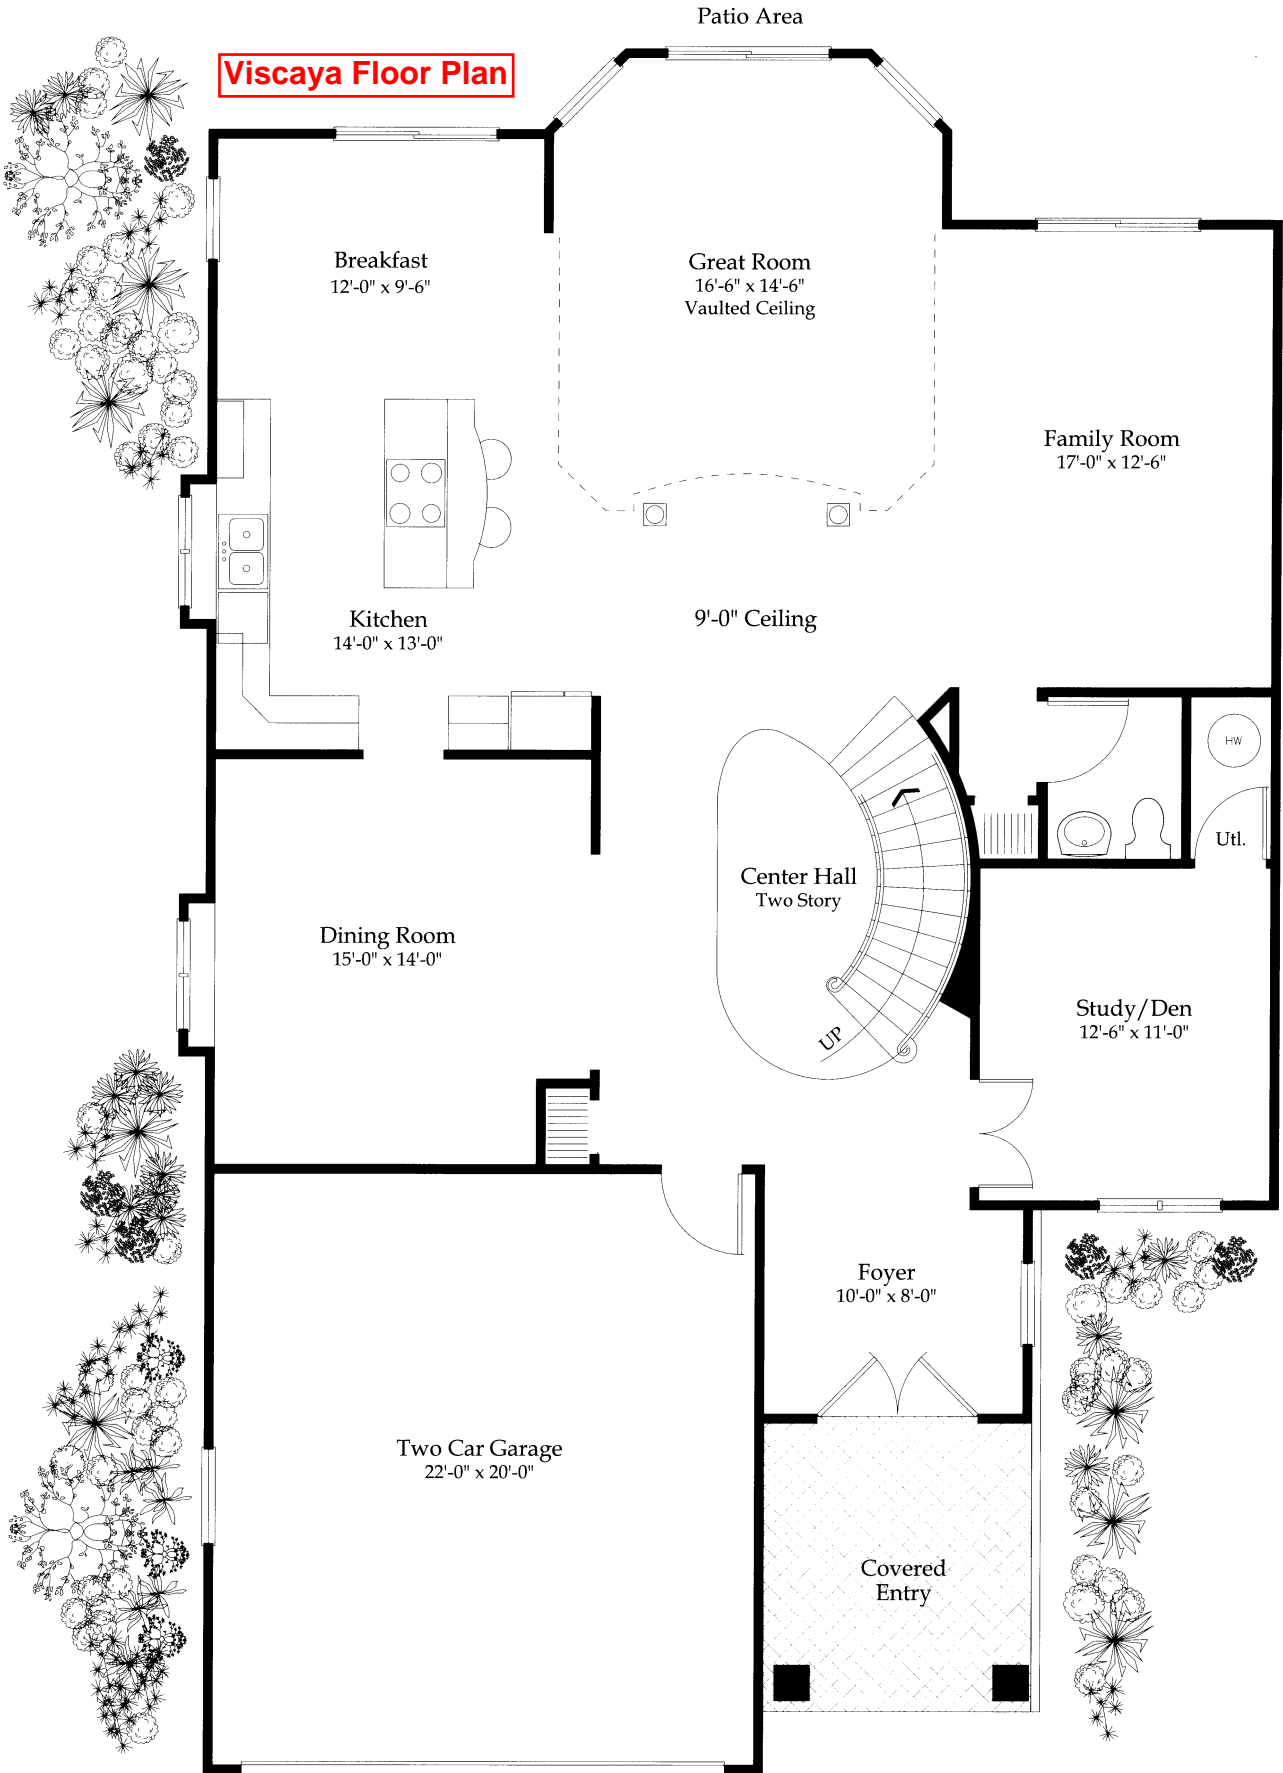 Patio Area
Viscaya Floor Plan
Breakfast
12'-0" x 9'-6"
Great Room
16'-6" x 14'-6"
Vaulted Ceiling
Family Room
17'-0" x 12'-6"
Kitchen
14'-0" x 13'-0"
9'-0" Ceiling
HW
Utl.
Center Hall
Two Story
Dining Room
15'-0" x 14'-0"
UP
Study/Den
12'-6" x 11'-0"
Foyer
10'-0" x 8'-0"
Two Car Garage
22'-0" x 20'-0"
Covered
Entry